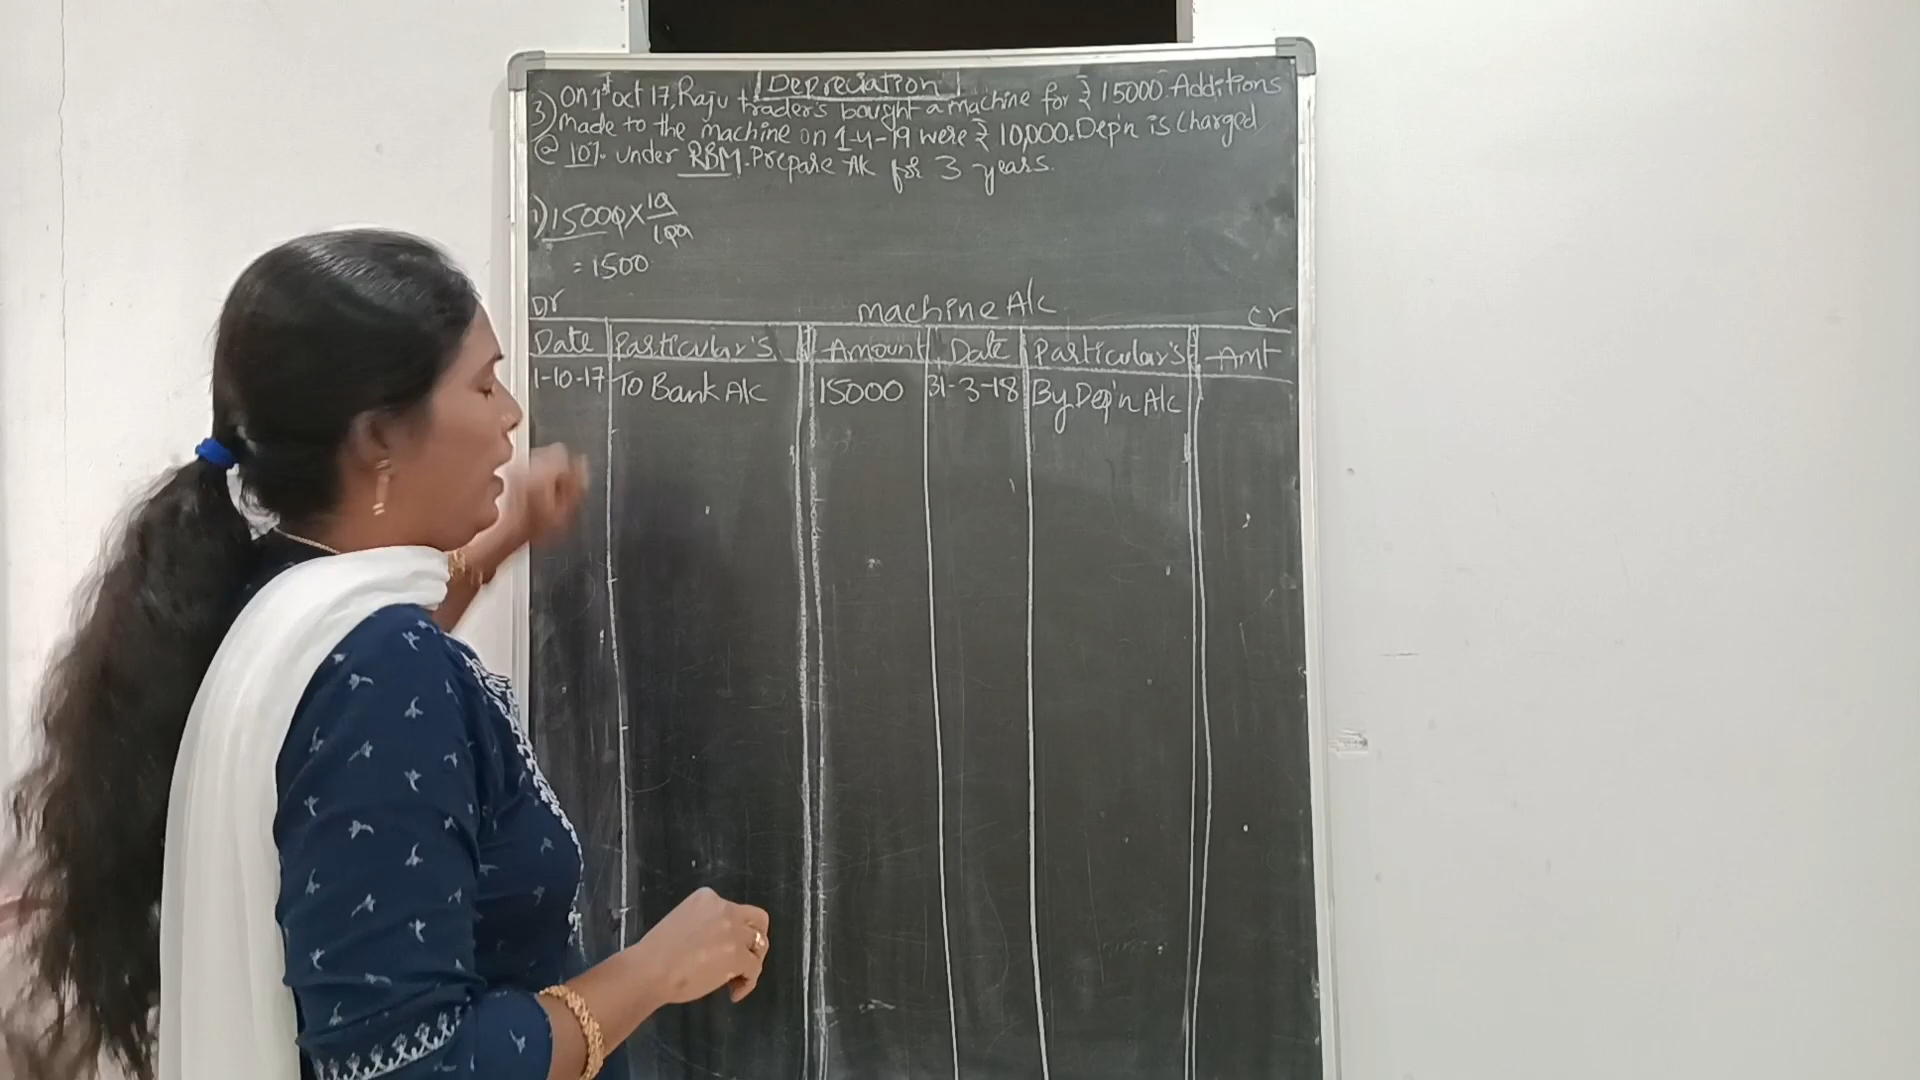 Depreciation
3) On 1st Oct 17, Raju traders bought a machine for ₹ 15000 Additions
made to the machine on 1-4-19 were ₹ 10,000. Dep'n is charged
@ 10% under RBM. Prepare A/c for 3 years.
1) 15000 X 10/100
= 1500
Dr machine A/c cr
Date Particular's Amount Date Particular's Amt
1-10-17 To Bank A/c 15000 31-3-18 By Dep'n A/c